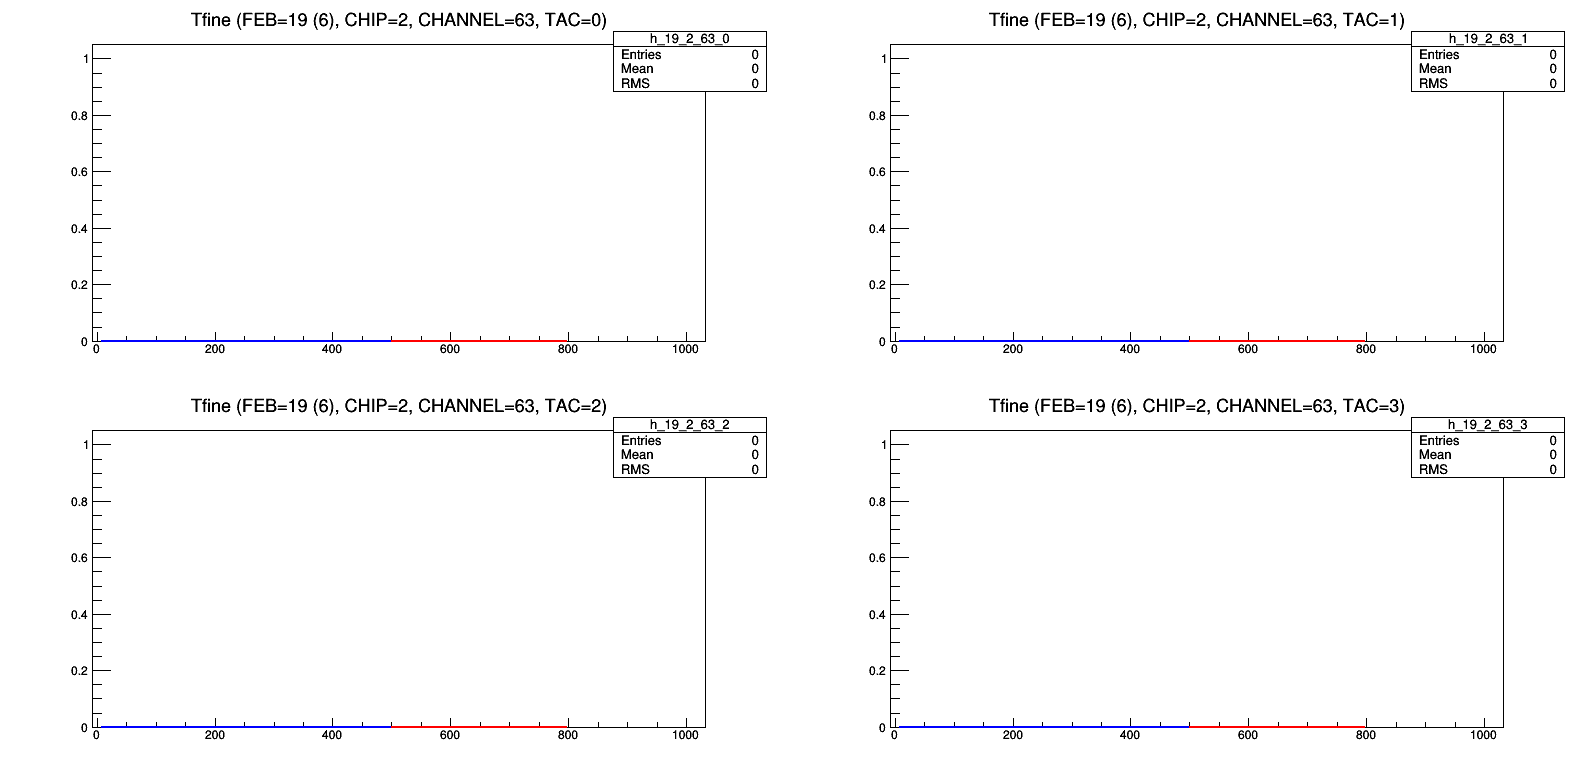 Tfine (FEB=19 (6), CHIP=2, CHANNEL=63, TAC=0)
h_19_2_63_0
Entries 0
Mean 0
RMS 0
1
0.8
0.6
0.4
0.2
0
0 200 400 600 800 1000
Tfine (FEB=19 (6), CHIP=2, CHANNEL=63, TAC=1)
h_19_2_63_1
Entries 0
Mean 0
RMS 0
1
0.8
0.6
0.4
0.2
0
0 200 400 600 800 1000
Tfine (FEB=19 (6), CHIP=2, CHANNEL=63, TAC=2)
h_19_2_63_2
Entries 0
Mean 0
RMS 0
1
0.8
0.6
0.4
0.2
0
0 200 400 600 800 1000
Tfine (FEB=19 (6), CHIP=2, CHANNEL=63, TAC=3)
h_19_2_63_3
Entries 0
Mean 0
RMS 0
1
0.8
0.6
0.4
0.2
0
0 200 400 600 800 1000